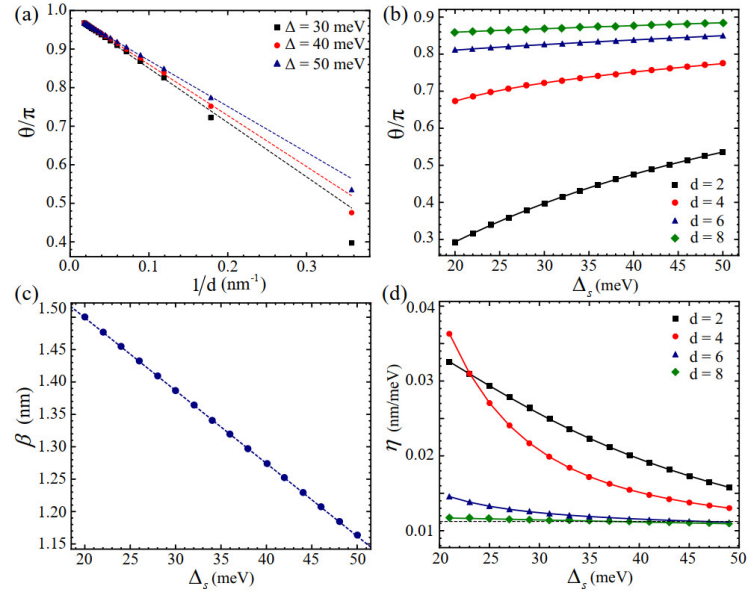 (a)
Δ = 30 meV
Δ = 40 meV
Δ = 50 meV
θ/π
1.0
0.9
0.8
0.7
0.6
0.5
0.4
0.0
0.1
0.2
0.3
1/d (nm⁻¹)
(b)
θ/π
0.9
0.8
0.7
0.6
0.5
0.4
0.3
d = 2
d = 4
d = 6
d = 8
20 25 30 35 40 45 50
Δₛ (meV)
(c)
β (nm)
1.50
1.45
1.40
1.35
1.30
1.25
1.20
1.15
20 25 30 35 40 45 50
Δₛ (meV)
(d)
η (nm/meV)
0.04
0.03
0.02
0.01
d = 2
d = 4
d = 6
d = 8
20 25 30 35 40 45 50
Δₛ (meV)